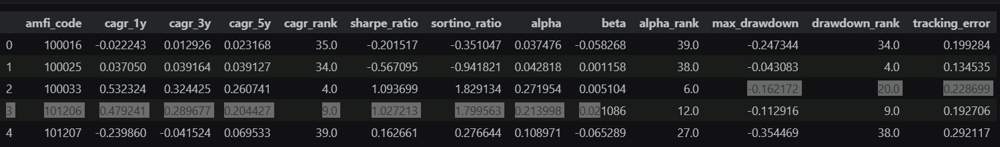 amfi_code cagr_1y cagr_3y cagr_5y cagr_rank sharpe_ratio sortino_ratio alpha beta alpha_rank max_drawdown drawdown_rank tracking_error
0 100016 -0.022243 0.012926 0.023168 35.0 -0.201517 -0.351047 0.037476 -0.058268 39.0 -0.247344 34.0 0.199284
1 100025 0.037050 0.039164 0.039127 34.0 -0.567095 -0.941821 0.042818 0.001158 38.0 -0.043083 4.0 0.134535
2 100033 0.532324 0.324425 0.260741 4.0 1.093699 1.829134 0.271954 0.005104 6.0 -0.162172 20.0 0.228699
3 101206 0.479241 0.289677 0.204427 9.0 1.027213 1.799563 0.213998 0.021086 12.0 -0.112916 9.0 0.192706
4 101207 -0.239860 -0.041524 0.069533 39.0 0.162661 0.276644 0.108971 -0.065289 27.0 -0.354469 38.0 0.292117